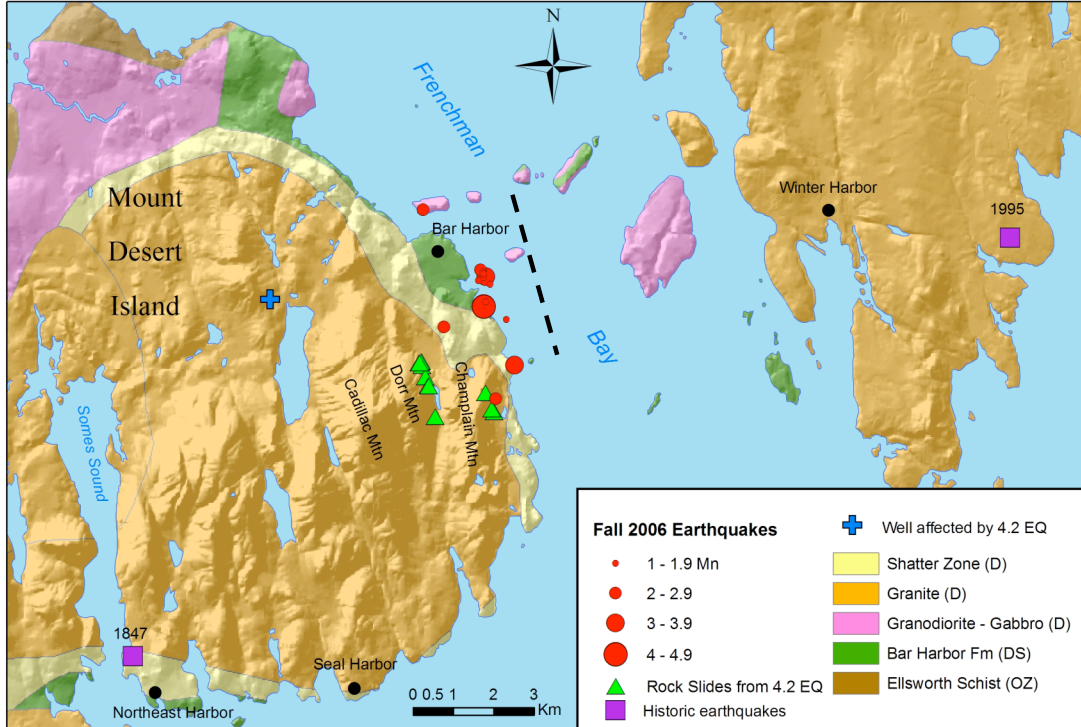 N
Frenchman
Bay
Mount
Desert
Island
Bar Harbor
Winter Harbor
1995
Cadillac Mtn
Dorr Mtn
Champlain Mtn
Somes Sound
1847
Northeast Harbor
Seal Harbor
0 0.5 1 2 3
Km
Fall 2006 Earthquakes
1 - 1.9 Mn
2 - 2.9
3 - 3.9
4 - 4.9
Rock Slides from 4.2 EQ
Historic earthquakes
Well affected by 4.2 EQ
Shatter Zone (D)
Granite (D)
Granodiorite - Gabbro (D)
Bar Harbor Fm (DS)
Ellsworth Schist (OZ)